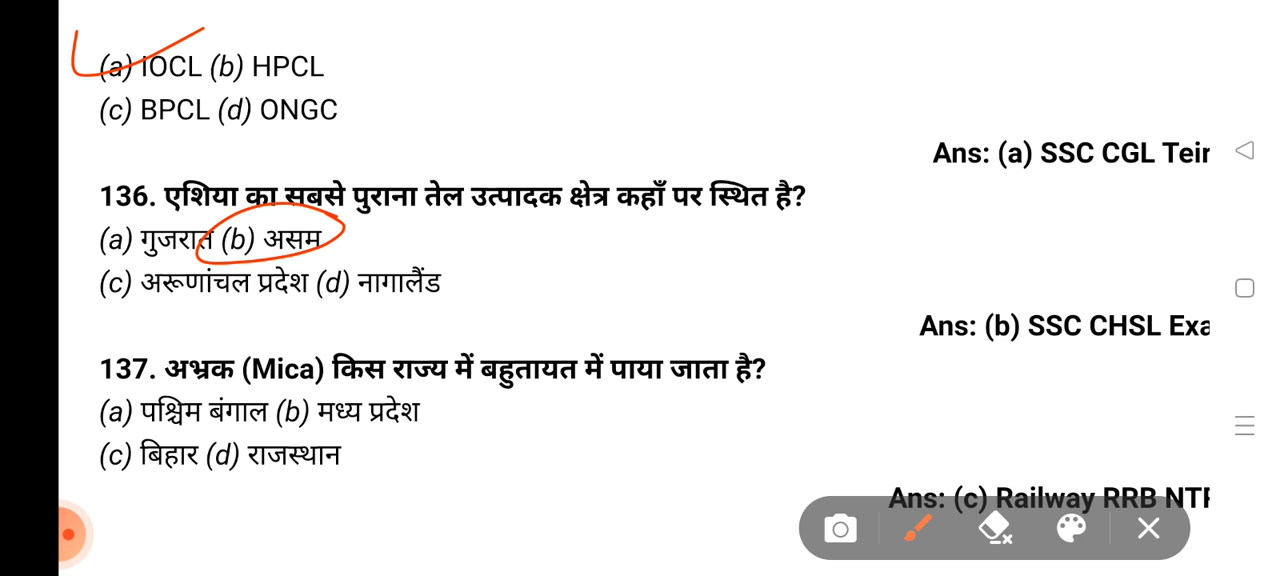 (a) IOCL (b) HPCL
(c) BPCL (d) ONGC
Ans: (a) SSC CGL Teir
136. एशिया का सबसे पुराना तेल उत्पादक क्षेत्र कहाँ पर स्थित है?
(a) गुजरात (b) असम
(c) अरूणांचल प्रदेश (d) नागालैंड
Ans: (b) SSC CHSL Exa
137. अभ्रक (Mica) किस राज्य में बहुतायत में पाया जाता है?
(a) पश्चिम बंगाल (b) मध्य प्रदेश
(c) बिहार (d) राजस्थान
Ans: (c) Railway RRB NTP